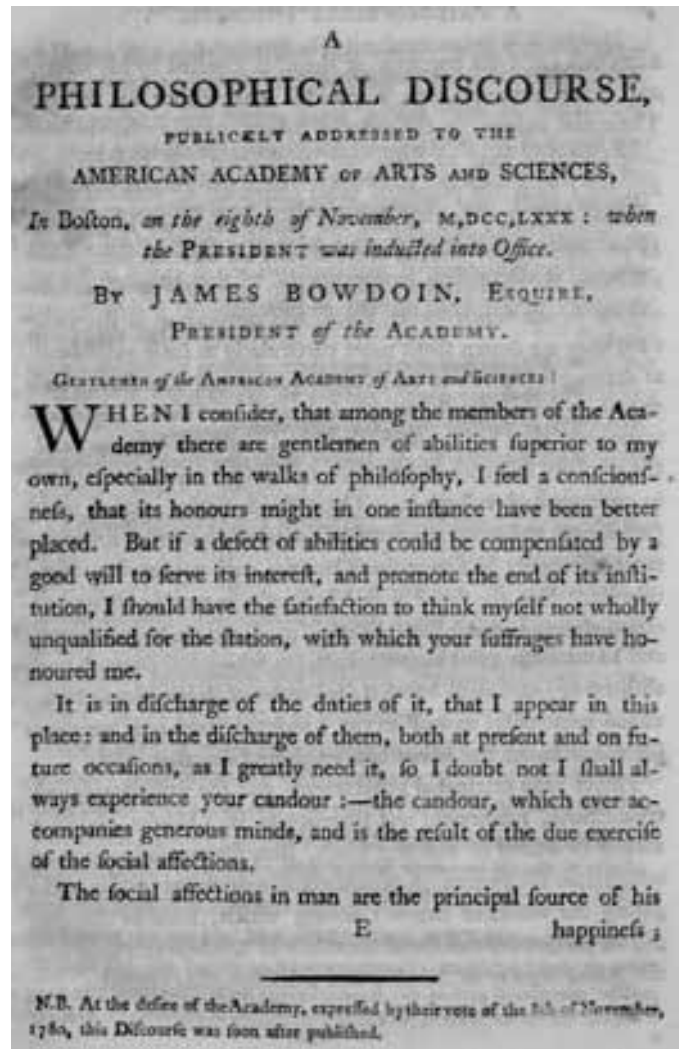 A
PHILOSOPHICAL DISCOURSE,
PUBLICKLY ADDRESSED TO THE
AMERICAN ACADEMY OF ARTS AND SCIENCES,
In Boſton, on the eighth of November, M,DCC,LXXX: when
the PRESIDENT was inducted into Office.
By JAMES BOWDOIN, Esquire,
PRESIDENT of the ACADEMY.
GENTLEMEN of the AMERICAN ACADEMY of ARTS and SCIENCES!
WHEN I conſider, that among the members of the Aca-
demy there are gentlemen of abilities ſuperior to my
own, eſpecially in the walks of philoſophy, I feel a conſciouſ-
neſs, that its honours might in one inſtance have been better
placed. But if a defect of abilities could be compenſated by a
good will to ſerve its intereſt, and promote the end of its inſti-
tution, I ſhould have the ſatisfaction to think myſelf not wholly
unqualified for the ſtation, with which your ſuffrages have ho-
noured me.
It is in diſcharge of the duties of it, that I appear in this
place: and in the diſcharge of them, both at preſent and on fu-
ture occaſions, as I greatly need it, ſo I doubt not I ſhall al-
ways experience your candour:—the candour, which ever ac-
companies generous minds, and is the reſult of the due exerciſe
of the ſocial affections.
The ſocial affections in man are the principal ſource of his
E happineſs;
N.B. At the deſire of the Academy, expreſſed by their vote of the 8th of November,
1780, this Diſcourſe was ſoon after publiſhed.